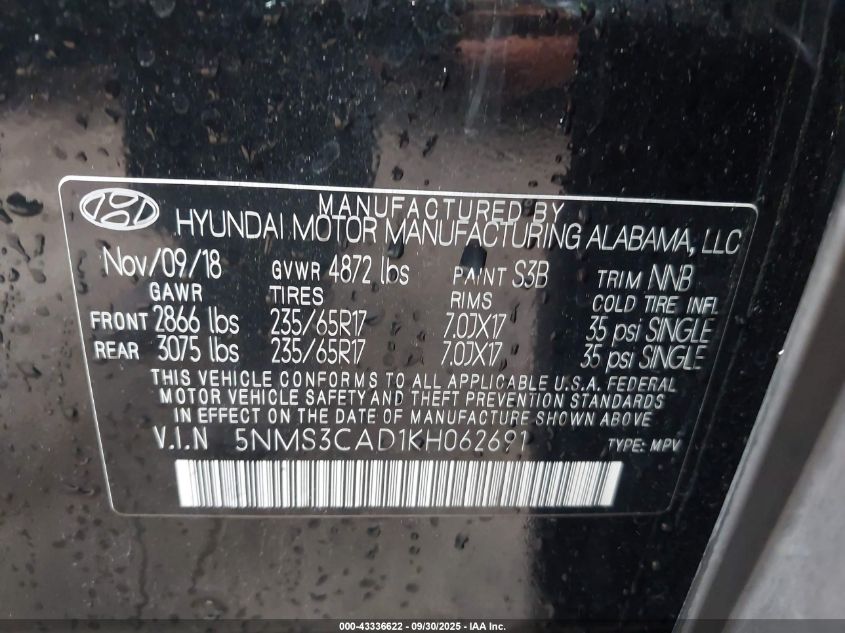 MANUFACTURED BY
HYUNDAI MOTOR MANUFACTURING ALABAMA, LLC
Nov/09/18 GVWR 4872 lbs PAINT S3B TRIM NNB
GAWR TIRES RIMS COLD TIRE INFL
FRONT 2866 lbs 235/65R17 7.0JX17 35 psi SINGLE
REAR 3075 lbs 235/65R17 7.0JX17 35 psi SINGLE
THIS VEHICLE CONFORMS TO ALL APPLICABLE U.S.A. FEDERAL
MOTOR VEHICLE SAFETY AND THEFT PREVENTION STANDARDS
IN EFFECT ON THE DATE OF MANUFACTURE SHOWN ABOVE
V.I.N 5NMS3CAD1KH062691 TYPE: MPV
000-43336622 - 09/30/2025 - IAA Inc.